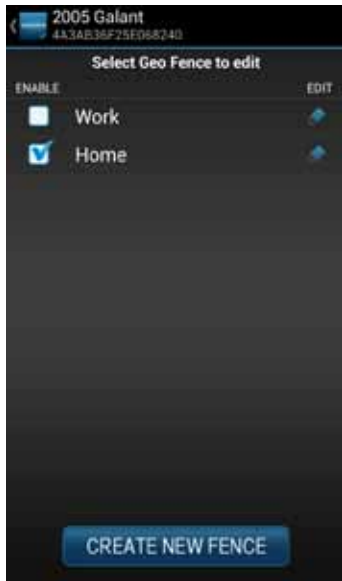 2005 Galant
4A3AB36F25E068240
Select Geo Fence to edit
ENABLE EDIT
Work
Home
CREATE NEW FENCE